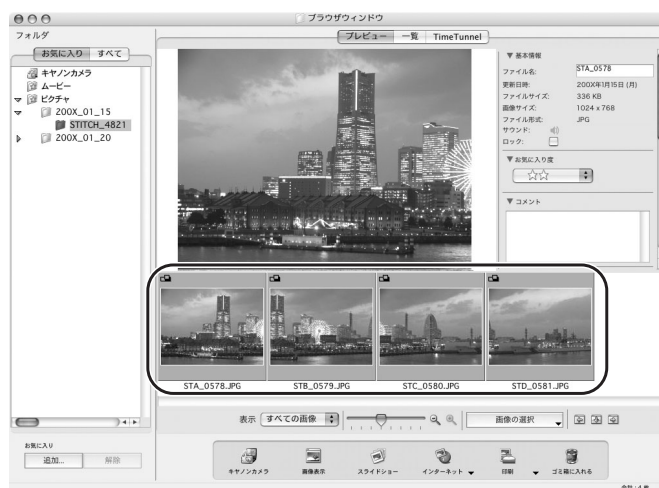 ブラウザウィンドウ
フォルダ
お気に入り すべて
キヤノンカメラ
ムービー
ピクチャ
200X_01_15
STITCH_4821
200X_01_20
お気に入り
追加... 解除
プレビュー 一覧 TimeTunnel
▼ 基本情報
ファイル名: STA_0578
更新日時: 200X年1月15日 (月)
ファイルサイズ: 336 KB
画像サイズ: 1024 x 768
ファイル形式: JPG
サウンド:
ロック:
▼お気に入り度
☆☆
▼ コメント
STA_0578.JPG STB_0579.JPG STC_0580.JPG STD_0581.JPG
表示 すべての画像 画像の選択
キヤノンカメラ 画像表示 スライドショー インターネット 印刷 ゴミ箱に入れる